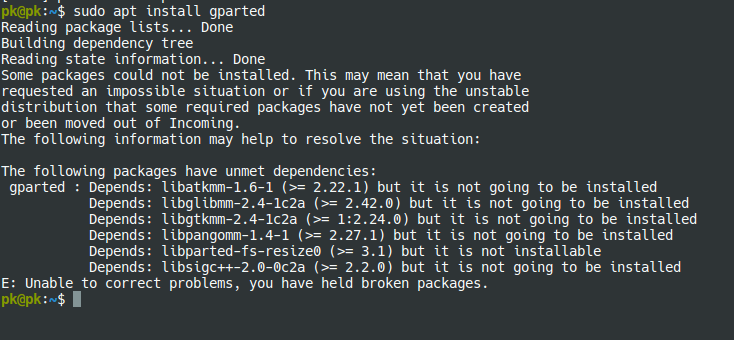 pk@pk:~$ sudo apt install gparted
Reading package lists... Done
Building dependency tree
Reading state information... Done
Some packages could not be installed. This may mean that you have
requested an impossible situation or if you are using the unstable
distribution that some required packages have not yet been created
or been moved out of Incoming.
The following information may help to resolve the situation:

The following packages have unmet dependencies:
 gparted : Depends: libatkmm-1.6-1 (>= 2.22.1) but it is not going to be installed
           Depends: libglibmm-2.4-1c2a (>= 2.42.0) but it is not going to be installed
           Depends: libgtkmm-2.4-1c2a (>= 1:2.24.0) but it is not going to be installed
           Depends: libpangomm-1.4-1 (>= 2.27.1) but it is not going to be installed
           Depends: libparted-fs-resize0 (>= 3.1) but it is not installable
           Depends: libsigc++-2.0-0c2a (>= 2.2.0) but it is not going to be installed
E: Unable to correct problems, you have held broken packages.
pk@pk:~$